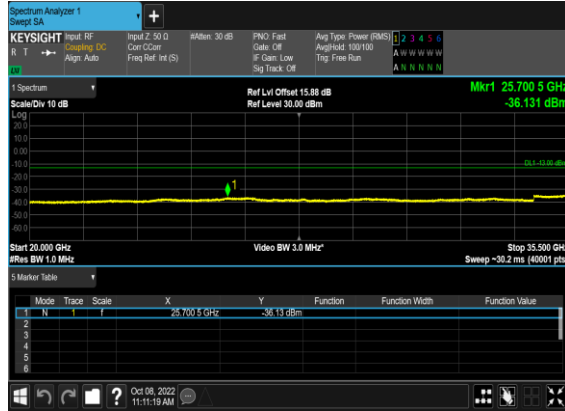 Spectrum Analyzer 1
Swept SA
+
KEYSIGHT Input: RF Input Z: 50 Ω #Atten: 30 dB PNO: Fast Avg Type: Power (RMS) 1 2 3 4 5 6
R T Coupling: DC Corr CCorr Gate: Off Avg|Hold: 100/100 A W W W W W
Align: Auto Freq Ref: Int (S) IF Gain: Low Trig: Free Run
Sig Track: Off A N N N N N
1 Spectrum Ref Lvl Offset 15.88 dB Mkr1 25.700 5 GHz
Scale/Div 10 dB Ref Level 30.00 dBm -36.131 dBm
Log
20.0
10.0
0.00
-10.0
DL1 -13.00 dBm
-20.0
-30.0
1
-40.0
-50.0
-60.0
Start 20.000 GHz Video BW 3.0 MHz* Stop 35.500 GHz
#Res BW 1.0 MHz Sweep ~30.2 ms (40001 pts)
5 Marker Table
Mode Trace Scale X Y Function Function Width Function Value
1 N 1 f 25.700 5 GHz -36.13 dBm
2
3
4
5
6
? Oct 08, 2022
11:11:19 AM